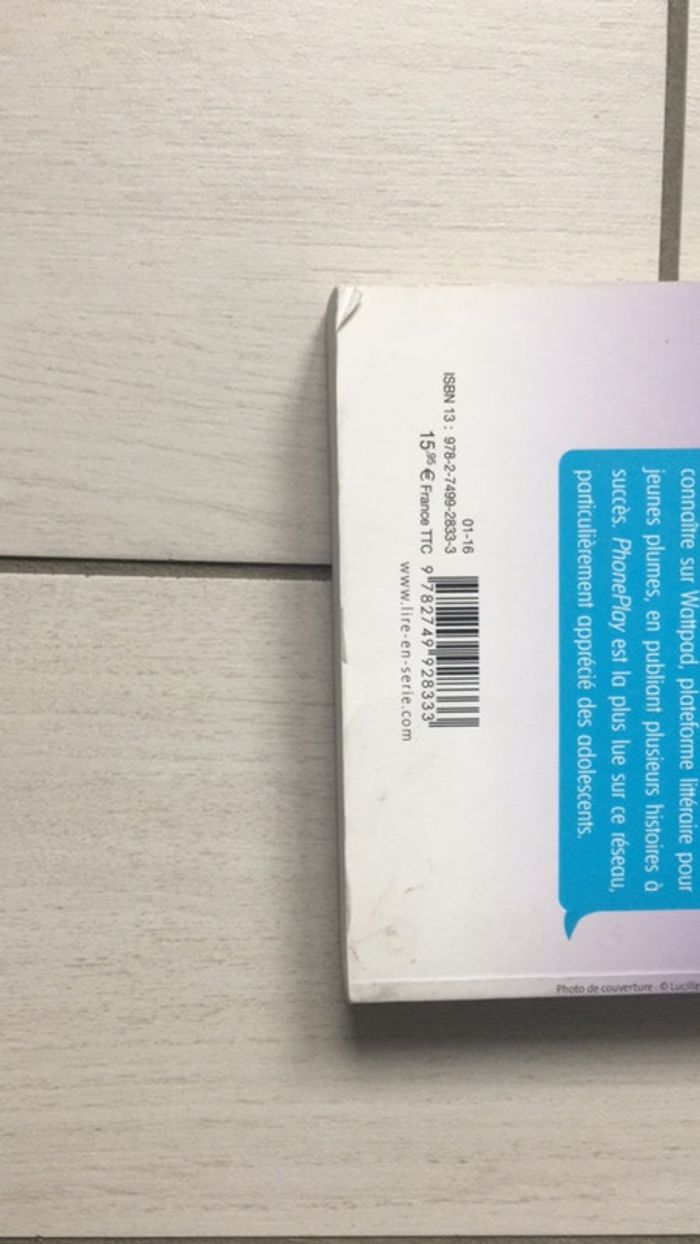 connaître sur Wattpad, plateforme littéraire pour
jeunes plumes, en publiant plusieurs histoires à
succès. PhonePlay est la plus lue sur ce réseau,
particulièrement apprécié des adolescents.
01-16
ISBN 13 : 978-2-7499-2833-3
15,95 € France TTC
9 782749 928333
www.lire-en-serie.com
Photo de couverture : © Lucille